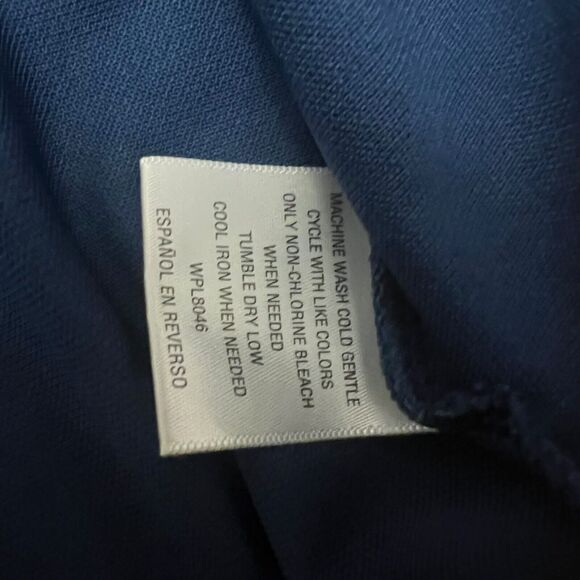 MACHINE WASH COLD GENTLE
CYCLE WITH LIKE COLORS
ONLY NON-CHLORINE BLEACH
WHEN NEEDED
TUMBLE DRY LOW
COOL IRON WHEN NEEDED
WPL8046
ESPAÑOL EN REVERSO